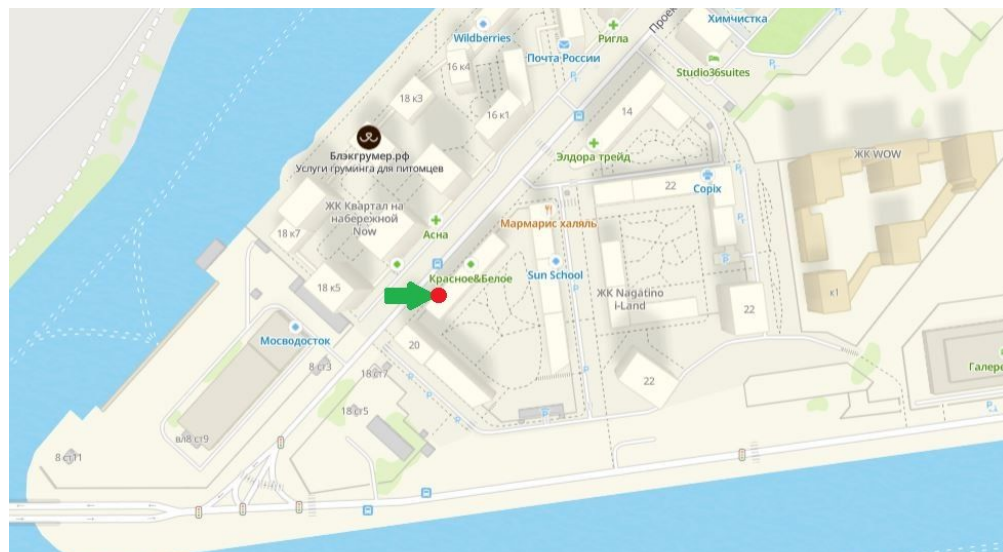 Химчистка
Wildberries
Ригла
Прое
Почта России
16 к4
Studio36suites
18 к3
14
16 к1
Блэкгрумер.рф
Услуги груминга для питомцев
Элдора трейд
ЖК WOW
22
Copix
ЖК Квартал на
набережной
Now
Мармарис халяль
Асна
18 к7
Красное&Белое
Sun School
18 к5
ЖК Nagatino
i-Land
к1
22
Мосводосток
20
8 ст3
18 ст7
22
Галере
18 ст5
вл8 ст9
8 ст11